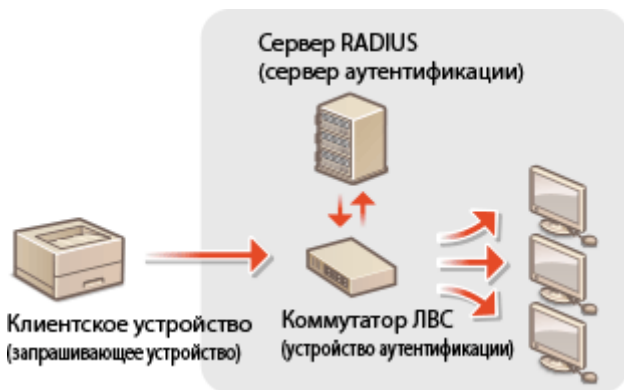 Сервер RADIUS
(сервер аутентификации)
Клиентское устройство
(запрашивающее устройство)
Коммутатор ЛВС
(устройство аутентификации)